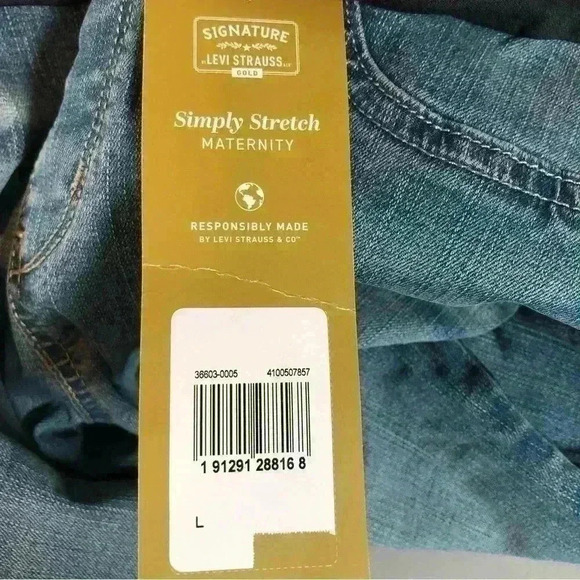 SIGNATURE
BY LEVI STRAUSS & CO
GOLD
Simply Stretch
MATERNITY
RESPONSIBLY MADE
BY LEVI STRAUSS & CO™
36603-0005 4100507857
1 91291 28816 8
L